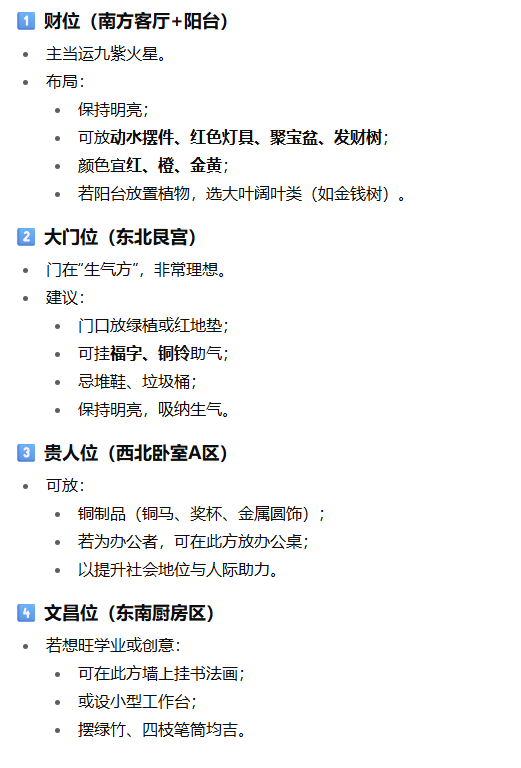 1 财位（南方客厅+阳台）
• 主当运九紫火星。
• 布局：
• 保持明亮；
• 可放动水摆件、红色灯具、聚宝盆、发财树；
• 颜色宜红、橙、金黄；
• 若阳台放置植物，选大叶阔叶类（如金钱树）。
2 大门位（东北艮宫）
• 门在“生气方”，非常理想。
• 建议：
• 门口放绿植或红地垫；
• 可挂福字、铜铃助气；
• 忌堆鞋、垃圾桶；
• 保持明亮，吸纳生气。
3 贵人位（西北卧室A区）
• 可放：
• 铜制品（铜马、奖杯、金属圆饰）；
• 若为办公者，可在此方放办公桌；
• 以提升社会地位与人际助力。
4 文昌位（东南厨房区）
• 若想旺学业或创意：
• 可在此方墙上挂书法画；
• 或设小型工作台；
• 摆绿竹、四枝笔筒均吉。